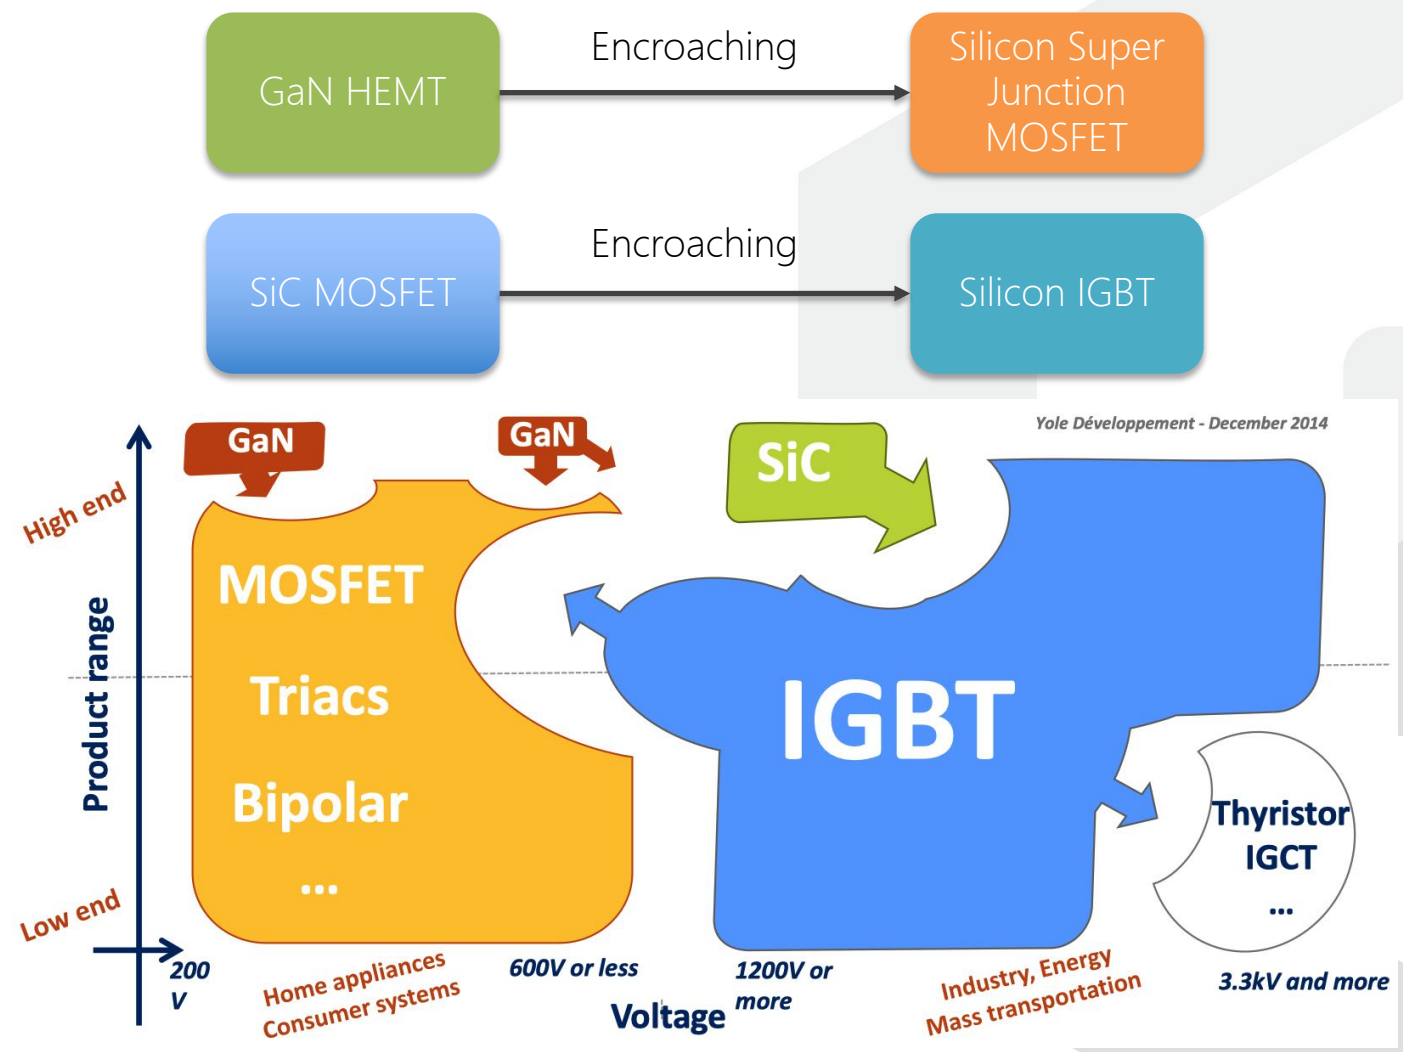 Encroaching
GaN HEMT
Silicon Super
Junction
MOSFET
Encroaching
SiC MOSFET
Silicon IGBT
Yole Développement - December 2014
GaN
GaN
SiC
High end
MOSFET
Product range
Triacs
IGBT
Bipolar
...
Thyristor
IGCT
...
Low end
200
V
Home appliances
Consumer systems
600V or less
Voltage
1200V or
more
Industry, Energy
Mass transportation
3.3kV and more